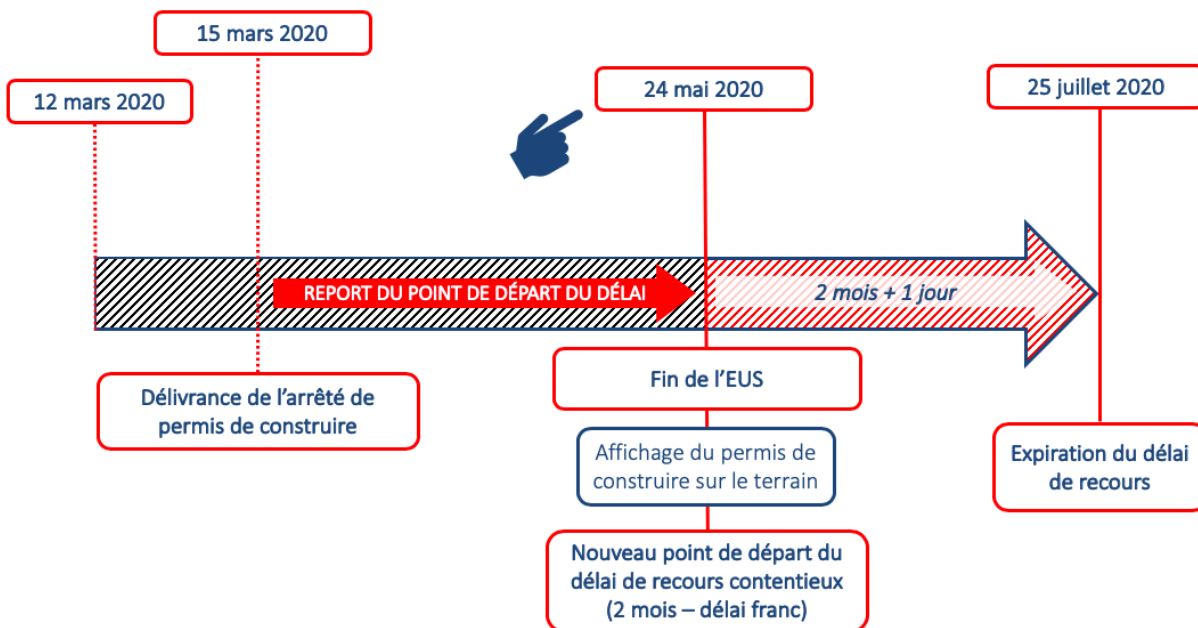 15 mars 2020
12 mars 2020
24 mai 2020
25 juillet 2020
REPORT DU POINT DE DÉPART DU DÉLAI
2 mois + 1 jour
Délivrance de l’arrêté de
permis de construire
Fin de l’EUS
Affichage du permis de
construire sur le terrain
Nouveau point de départ du
délai de recours contentieux
(2 mois – délai franc)
Expiration du délai
de recours